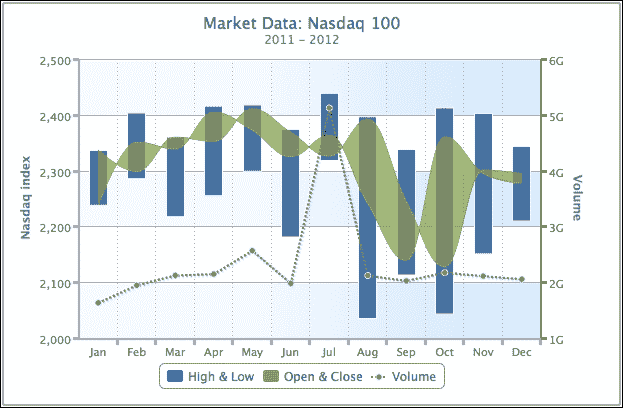 Market Data: Nasdaq 100
2011 - 2012
2,500
2,400
2,300
2,200
2,100
2,000
Nasdaq index
6G
5G
4G
3G
2G
1G
Volume
Jan Feb Mar Apr May Jun Jul Aug Sep Oct Nov Dec
High & Low Open & Close Volume